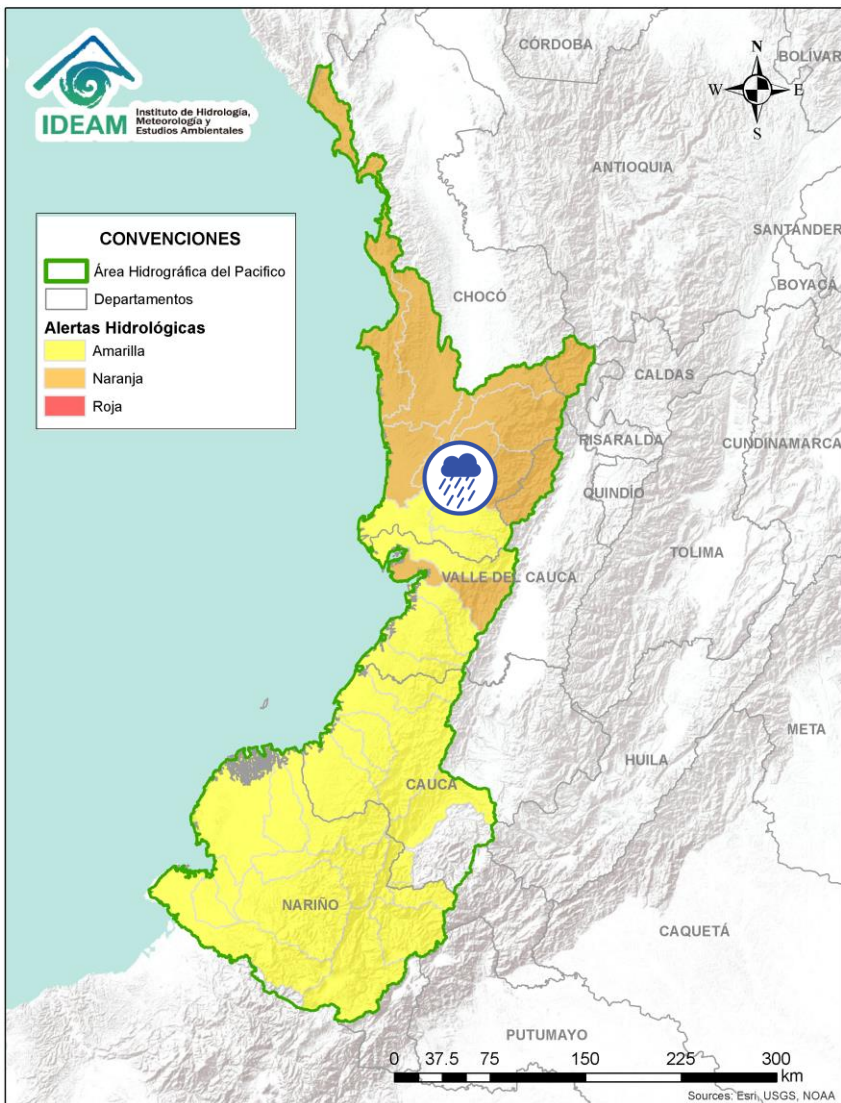 IDEAM
Instituto de Hidrología,
Meteorología y
Estudios Ambientales
CÓRDOBA
BOLÍVAR
N
W
E
S
ANTIOQUIA
SANTANDER
BOYACÁ
CONVENCIONES
Área Hidrográfica del Pacifico
Departamentos
Alertas Hidrológicas
Amarilla
Naranja
Roja
CHOCÓ
CALDAS
RISARALDA
CUNDINAMARCA
QUINDÍO
TOLIMA
VALLE DEL CAUCA
META
HUILA
CAUCA
NARIÑO
CAQUETÁ
PUTUMAYO
0 37.5 75 150 225 300
km
Sources: Esri, USGS, NOAA